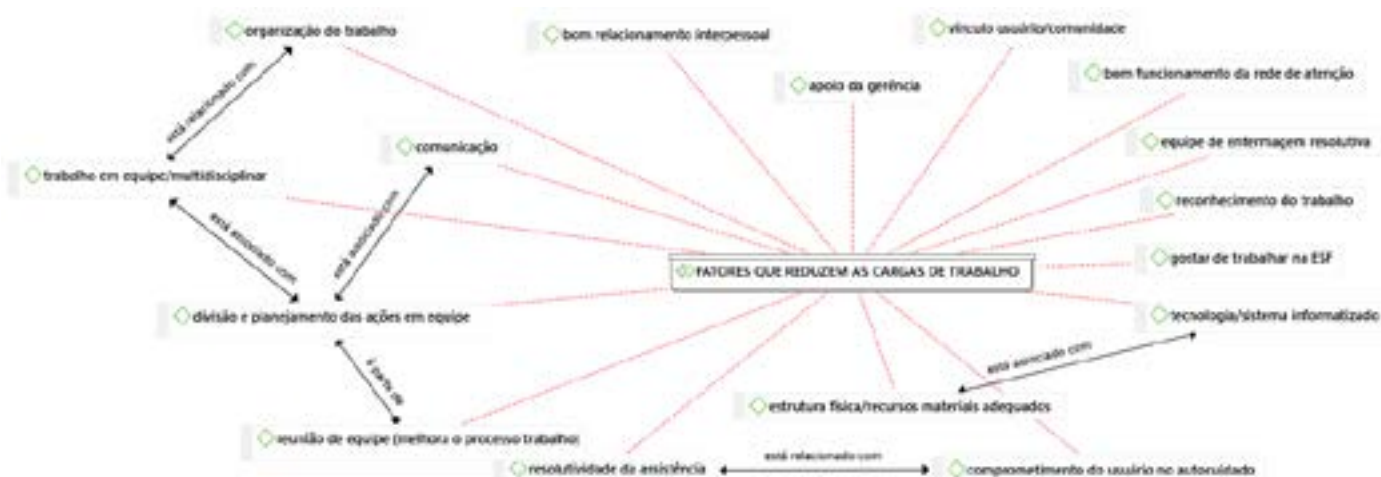 organização do trabalho
bom relacionamento interpessoal
vínculo usuário/comunidade
apoio da gerência
bom funcionamento da rede de atenção
está relacionado com
comunicação
equipe de enfermagem resolutiva
trabalho em equipe/multidisciplinar
reconhecimento do trabalho
está associado com
está associado com
gostar de trabalhar na ESF
FATORES QUE REDUZEM AS CARGAS DE TRABALHO
divisão e planejamento das ações em equipe
tecnologia/sistema informatizado
está associado com
é parte de
estrutura física/recursos materiais adequados
reunião de equipe (melhora o processo trabalho)
está relacionado com
resolutividade da assistência
comprometimento do usuário no autocuidado